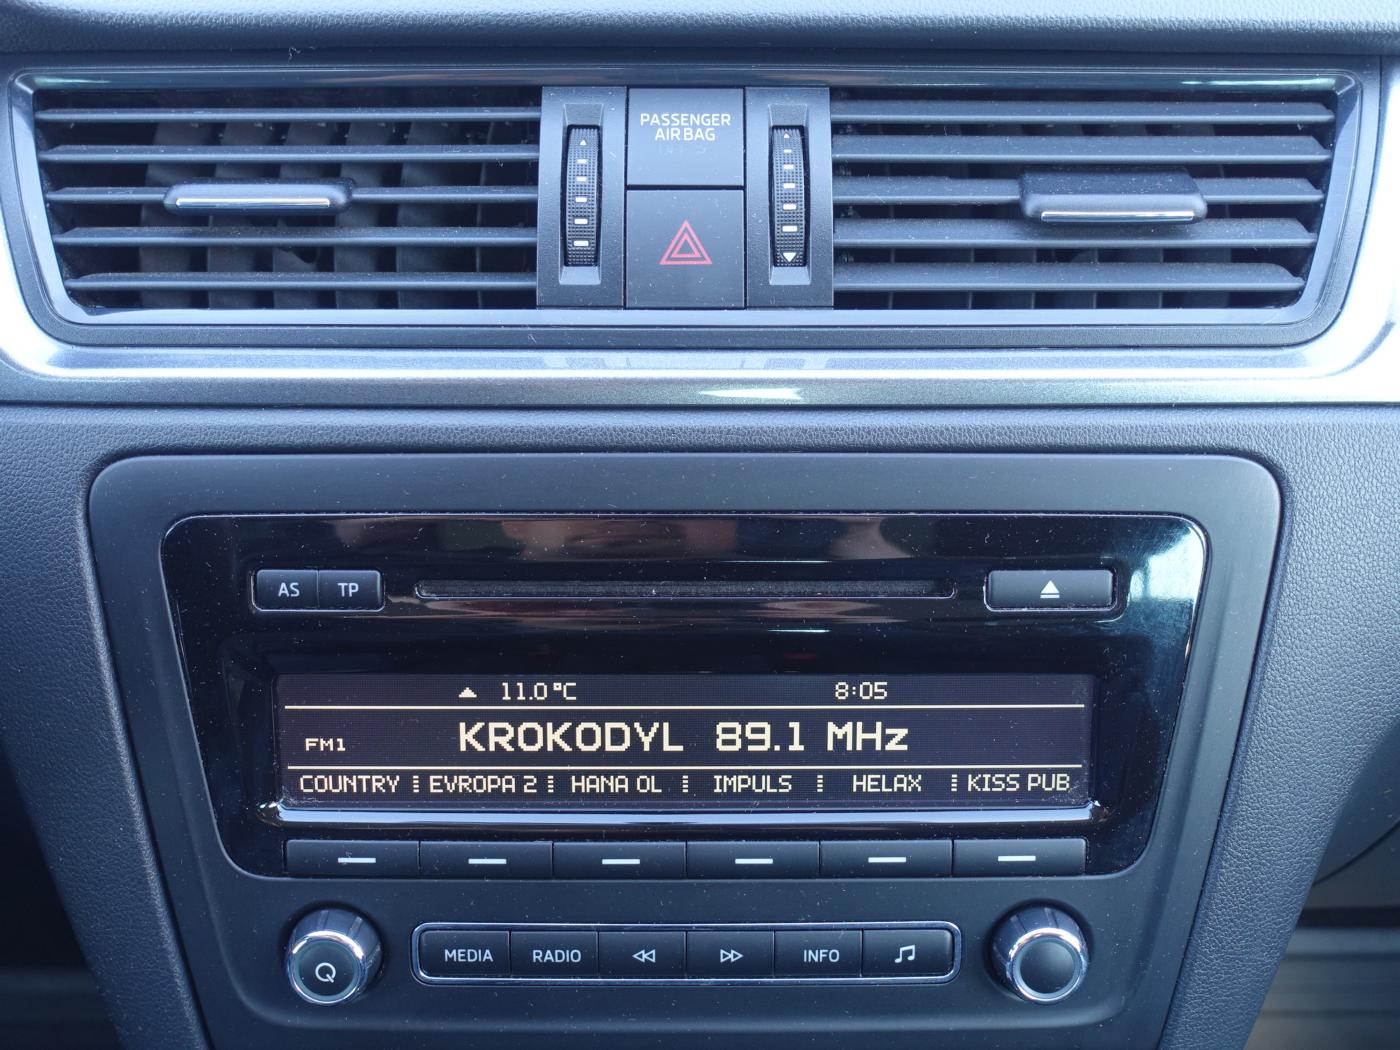 PASSENGER
AIR BAG
AS TP
11.0°C 8:05
FM1 KROKODYL 89.1 MHz
COUNTRY EVROPA 2 HANA OL IMPULS HELAX KISS PUB
MEDIA RADIO INFO